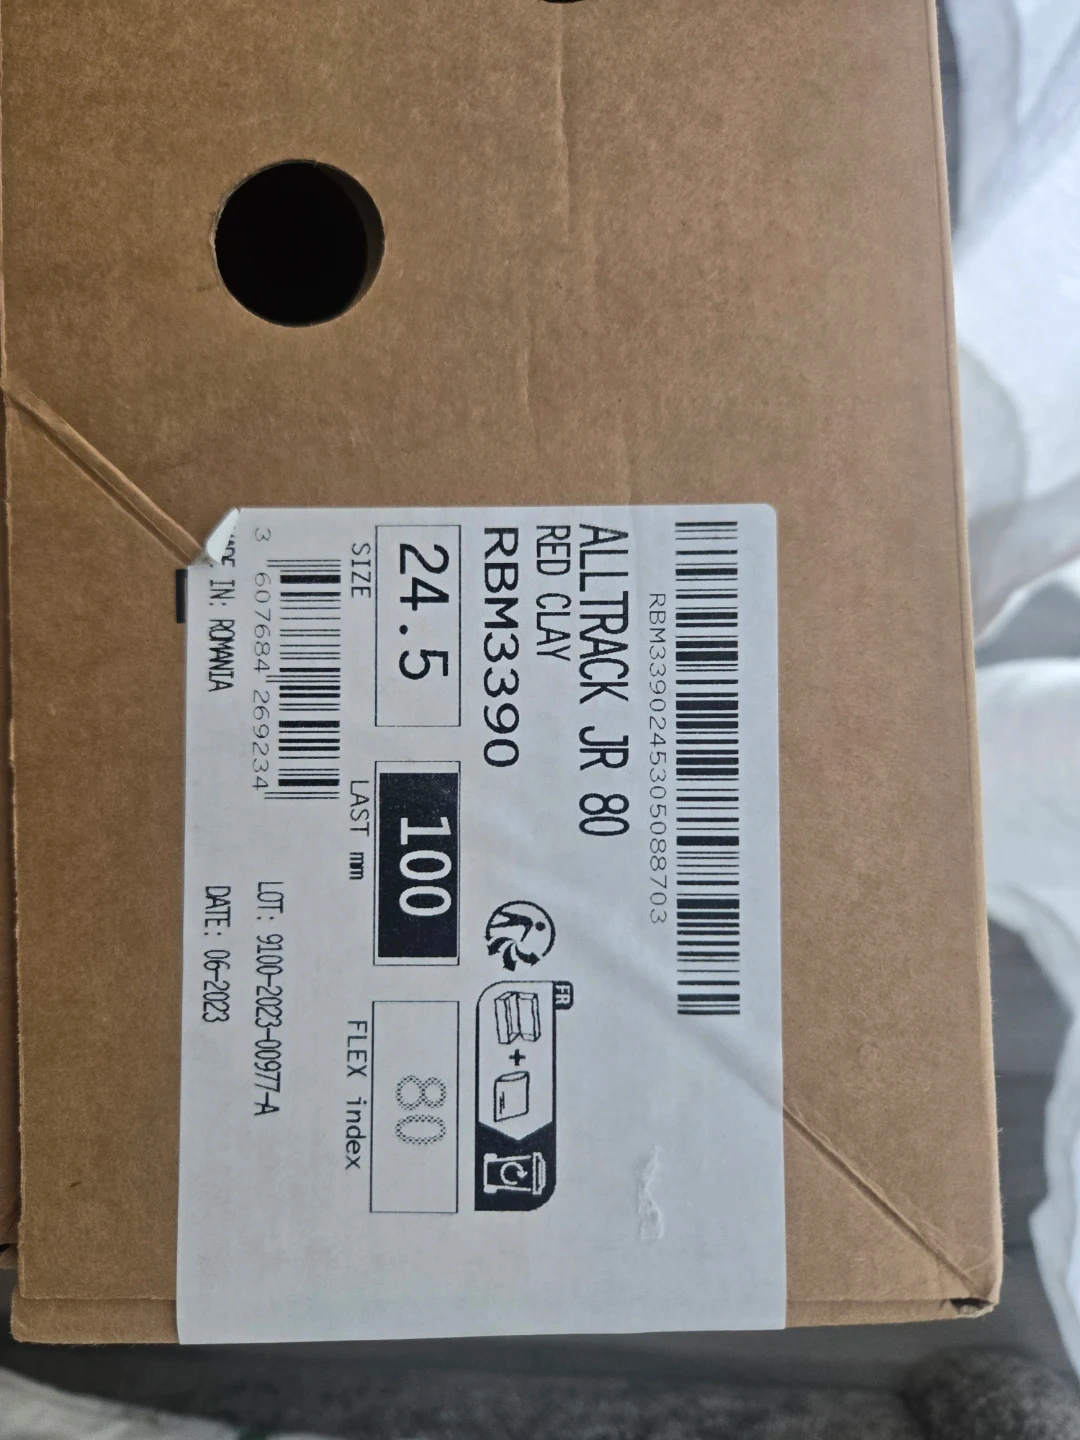 RBM3390245305088703
ALLTRACK JR 80
RED CLAY
RBM3390
FR
24.5
100
80
SIZE
LAST mm
FLEX index
3 607684 269234
LOT: 9100-2023-00977-A
IN: ROMANIA
DATE: 06-2023